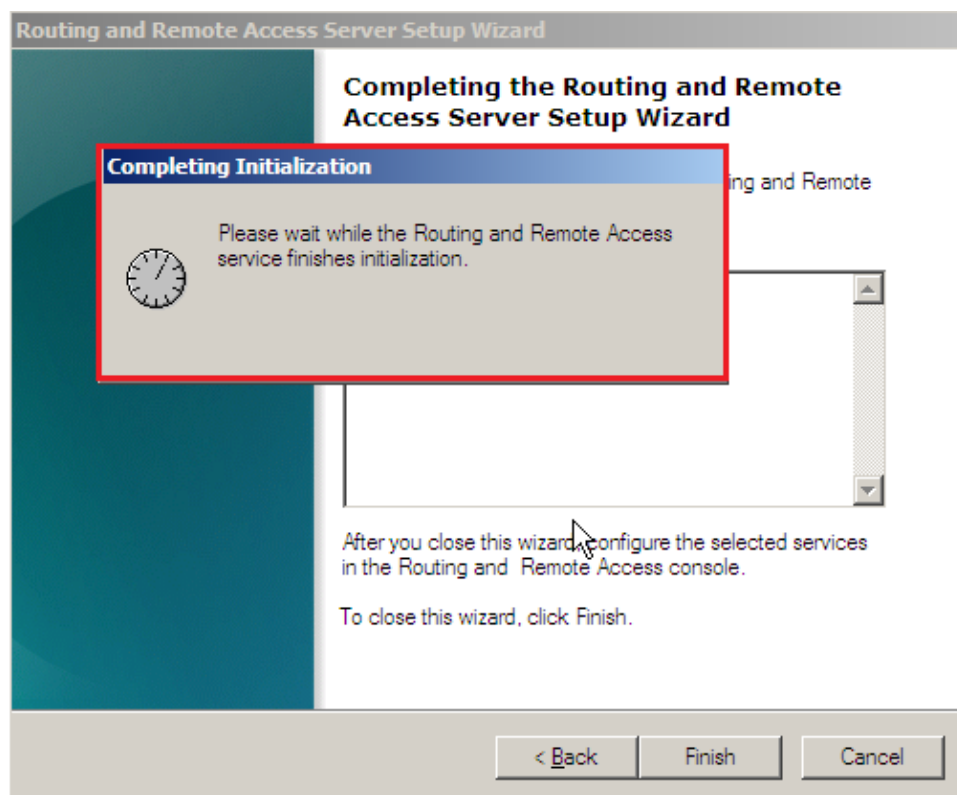 Routing and Remote Access Server Setup Wizard
Completing the Routing and Remote
Access Server Setup Wizard
Completing Initialization
ing and Remote
Please wait while the Routing and Remote Access
service finishes initialization.
After you close this wizard, configure the selected services
in the Routing and Remote Access console.
To close this wizard, click Finish.
< Back
Finish
Cancel